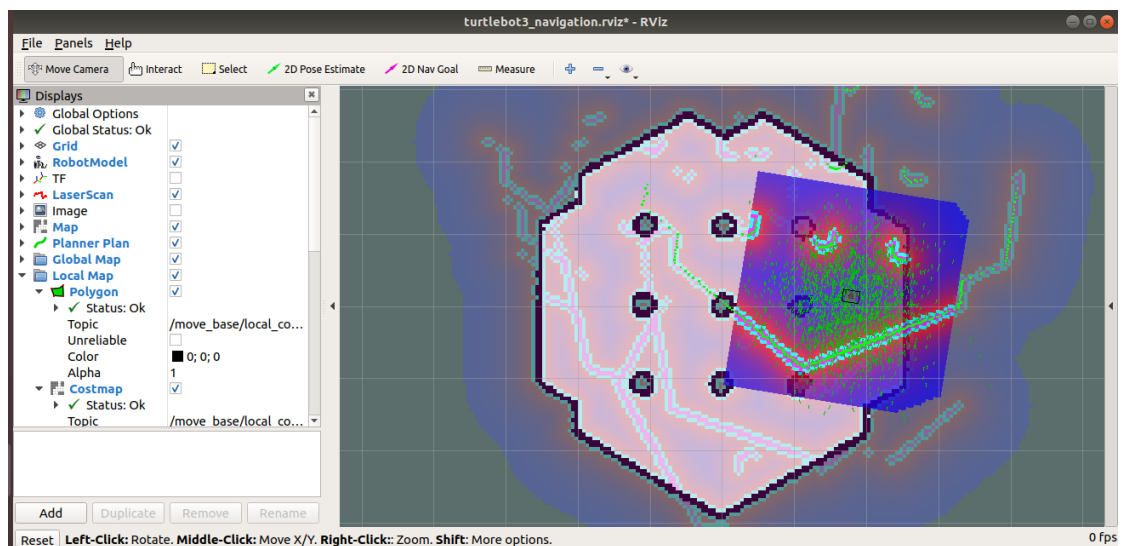 turtlebot3_navigation.rviz* - RViz
File Panels Help
Move Camera Interact Select 2D Pose Estimate 2D Nav Goal Measure
Displays
Global Options
Global Status: Ok
Grid
RobotModel
TF
LaserScan
Image
Map
Planner Plan
Global Map
Local Map
Polygon
Status: Ok
Topic /move_base/local_co...
Unreliable
Color 0; 0; 0
Alpha 1
Costmap
Status: Ok
Topic /move_base/local_co...
Add Duplicate Remove Rename
Reset Left-Click: Rotate. Middle-Click: Move X/Y. Right-Click:: Zoom. Shift: More options. 0 fps